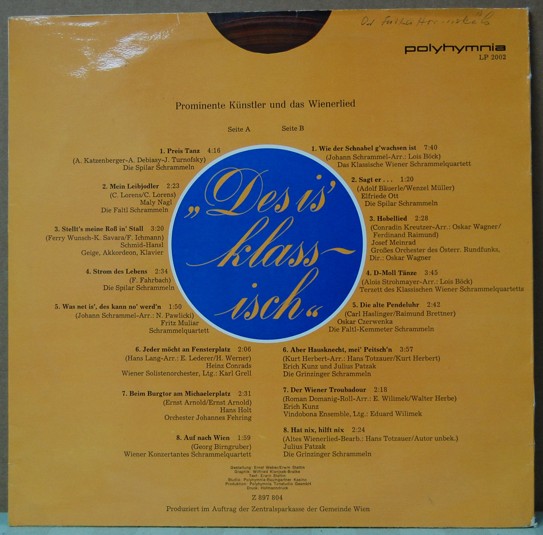 polyhymnia
LP 2002
Prominente Künstler und das Wienerlied
Seite A
Seite B
1. Preis Tanz 4:16
(A. Katzenberger-A. Debiasy-J. Turnofsky)
Die Spilar Schrammeln
2. Mein Leibjodler 2:23
(C. Lorens/C. Lorens)
Maly Nagl
Die Faltl Schrammeln
3. Stellt's meine Roß in' Stall 3:20
(Ferry Wunsch-K. Savara/F. Ichmann)
Schmid-Hansl
Geige, Akkordeon, Klavier
4. Strom des Lebens 2:34
(F. Fahrbach)
Die Spilar Schrammeln
5. Was net is', des kann no' werd'n 1:50
(Johann Schrammel-Arr.: N. Pawlicki)
Fritz Muliar
Schrammelquartett
6. Jeder möcht an Fensterplatz 2:06
(Hans Lang-Arr.: E. Lederer/H. Werner)
Heinz Conrads
Wiener Solistenorchester, Ltg.: Karl Grell
7. Beim Burgtor am Michaelerplatz 2:31
(Ernst Arnold/Ernst Arnold)
Hans Holt
Orchester Johannes Fehring
8. Auf nach Wien 1:39
(Georg Birngruber)
Wiener Konzertantes Schrammelquartett
„Des is'
klass-
isch“
1. Wie der Schnabel g'wachsen ist 7:40
(Johann Schrammel-Arr.: Lois Böck)
Das Klassische Wiener Schrammelquartett
2. Sagt er . . . 1:20
(Adolf Bäuerle/Wenzel Müller)
Elfriede Ott
Die Spilar Schrammeln
3. Hobellied 2:28
(Conradin Kreutzer-Arr.: Oskar Wagner/
Ferdinand Raimund)
Josef Meinrad
Großes Orchester des Österr. Rundfunks,
Dir.: Oskar Wagner
4. D-Moll Tänze 3:45
(Alois Strohmayer-Arr.: Lois Böck)
Terzett des Klassischen Wiener Schrammelquartetts
5. Die alte Pendeluhr 2:42
(Carl Haslinger/Raimund Brettner)
Oskar Czerwenka
Die Faltl-Kemmeter Schrammeln
6. Aber Hausknecht, mei' Peitsch'n 3:57
(Kurt Herbert-Arr.: Hans Totzauer/Kurt Herbert)
Erich Kunz und Julius Patzak
Die Grinzinger Schrammeln
7. Der Wiener Troubadour 2:18
(Roman Domanig-Roll-Arr.: E. Wilimek/Walter Herbe)
Erich Kunz
Vindobona Ensemble, Ltg.: Eduard Wilimek
8. Hat nix, hilft nix 2:24
(Altes Wienerlied-Bearb.: Hans Totzauer/Autor unbek.)
Julius Patzak
Die Grinzinger Schrammeln
Z 897 804
Produziert im Auftrag der Zentralsparkasse der Gemeinde Wien